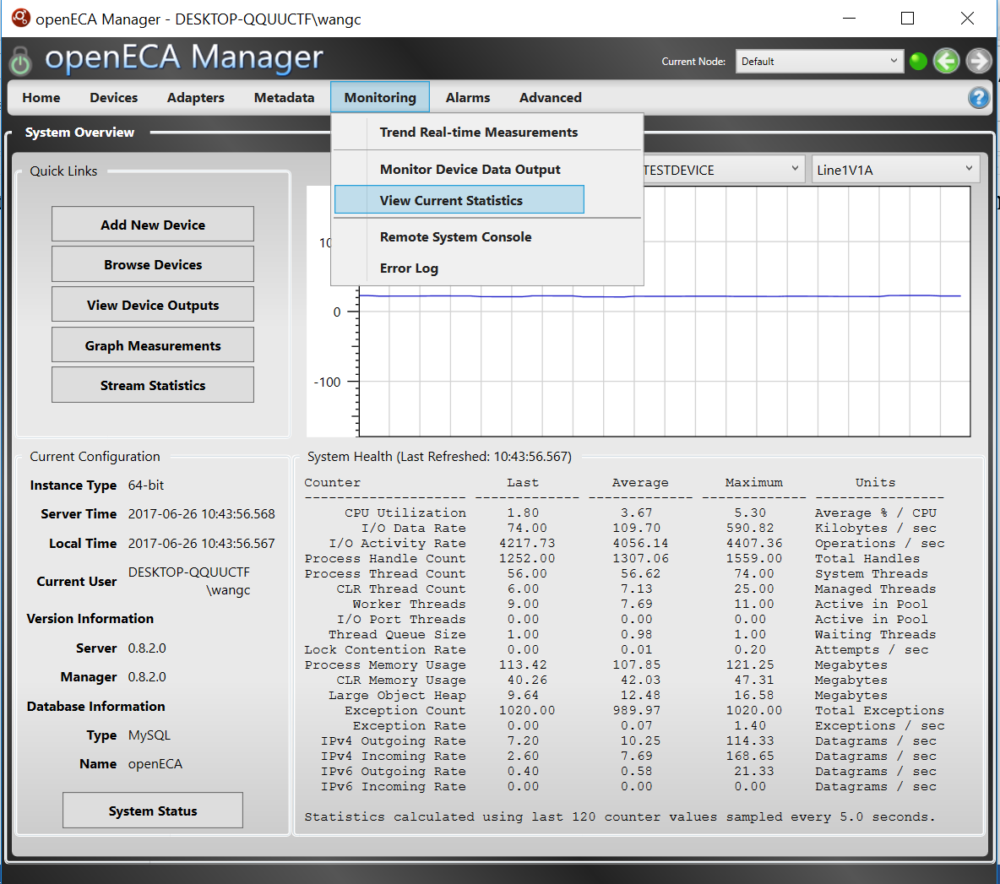 openECA Manager - DESKTOP-QQUUCTF\wangc
openECA Manager
Current Node: Default
Home Devices Adapters Metadata Monitoring Alarms Advanced
?
System Overview
Trend Real-time Measurements
Monitor Device Data Output
View Current Statistics
Remote System Console
Error Log
Quick Links
Add New Device
Browse Devices
View Device Outputs
Graph Measurements
Stream Statistics
TESTDEVICE
Line1V1A
10
0
-100
Current Configuration
Instance Type 64-bit
Server Time 2017-06-26 10:43:56.568
Local Time 2017-06-26 10:43:56.567
Current User DESKTOP-QQUUCTF
\wangc
Version Information
Server 0.8.2.0
Manager 0.8.2.0
Database Information
Type MySQL
Name openECA
System Status
System Health (Last Refreshed: 10:43:56.567)
Counter Last Average Maximum Units
-------------------- ------------- ------------- ------------- ----------------
CPU Utilization 1.80 3.67 5.30 Average % / CPU
I/O Data Rate 74.00 109.70 590.82 Kilobytes / sec
I/O Activity Rate 4217.73 4056.14 4407.36 Operations / sec
Process Handle Count 1252.00 1307.06 1559.00 Total Handles
Process Thread Count 56.00 56.62 74.00 System Threads
CLR Thread Count 6.00 7.13 25.00 Managed Threads
Worker Threads 9.00 7.69 11.00 Active in Pool
I/O Port Threads 0.00 0.00 0.00 Active in Pool
Thread Queue Size 1.00 0.98 1.00 Waiting Threads
Lock Contention Rate 0.00 0.01 0.20 Attempts / sec
Process Memory Usage 113.42 107.85 121.25 Megabytes
CLR Memory Usage 40.26 42.03 47.31 Megabytes
Large Object Heap 9.64 12.48 16.58 Megabytes
Exception Count 1020.00 989.97 1020.00 Total Exceptions
Exception Rate 0.00 0.07 1.40 Exceptions / sec
IPv4 Outgoing Rate 7.20 10.25 114.33 Datagrams / sec
IPv4 Incoming Rate 2.60 7.69 168.65 Datagrams / sec
IPv6 Outgoing Rate 0.40 0.58 21.33 Datagrams / sec
IPv6 Incoming Rate 0.00 0.00 0.00 Datagrams / sec
Statistics calculated using last 120 counter values sampled every 5.0 seconds.